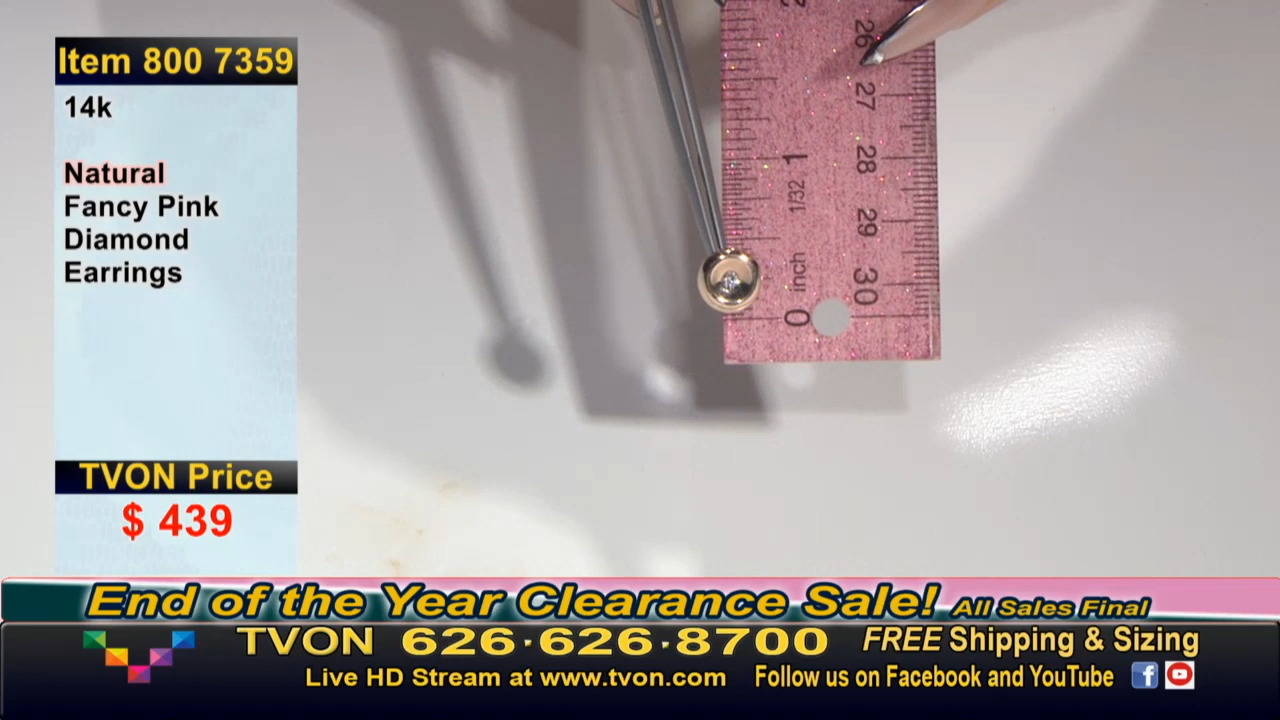 Item 800 7359
14k
Natural
Fancy Pink
Diamond
Earrings
TVON Price
$ 439
2
1
1/32
inch
0
26
27
28
29
30
End of the Year Clearance Sale! All Sales Final
TVON 626·626·8700 FREE Shipping & Sizing
Live HD Stream at www.tvon.com Follow us on Facebook and YouTube
f